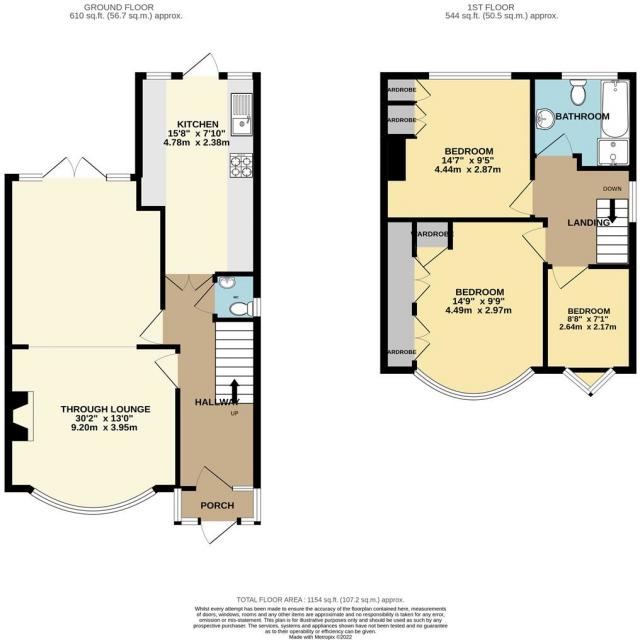 GROUND FLOOR
610 sq.ft. (56.7 sq.m.) approx.
1ST FLOOR
544 sq.ft. (50.5 sq.m.) approx.
KITCHEN
15'8" x 7'10"
4.78m x 2.38m
WC
HALLWAY
UP
THROUGH LOUNGE
30'2" x 13'0"
9.20m x 3.95m
PORCH
ARDROBE
ARDROBE
BATHROOM
BEDROOM
14'7" x 9'5"
4.44m x 2.87m
DOWN
LANDING
WARDROBE
BEDROOM
14'9" x 9'9"
4.49m x 2.97m
BEDROOM
8'8" x 7'1"
2.64m x 2.17m
ARDROBE
TOTAL FLOOR AREA : 1154 sq.ft. (107.2 sq.m.) approx.
Whilst every attempt has been made to ensure the accuracy of the floorplan contained here, measurements
of doors, windows, rooms and any other items are approximate and no responsibility is taken for any error,
omission or mis-statement. This plan is for illustrative purposes only and should be used as such by any
prospective purchaser. The services, systems and appliances shown have not been tested and no guarantee
as to their operability or efficiency can be given.
Made with Metropix ©2022